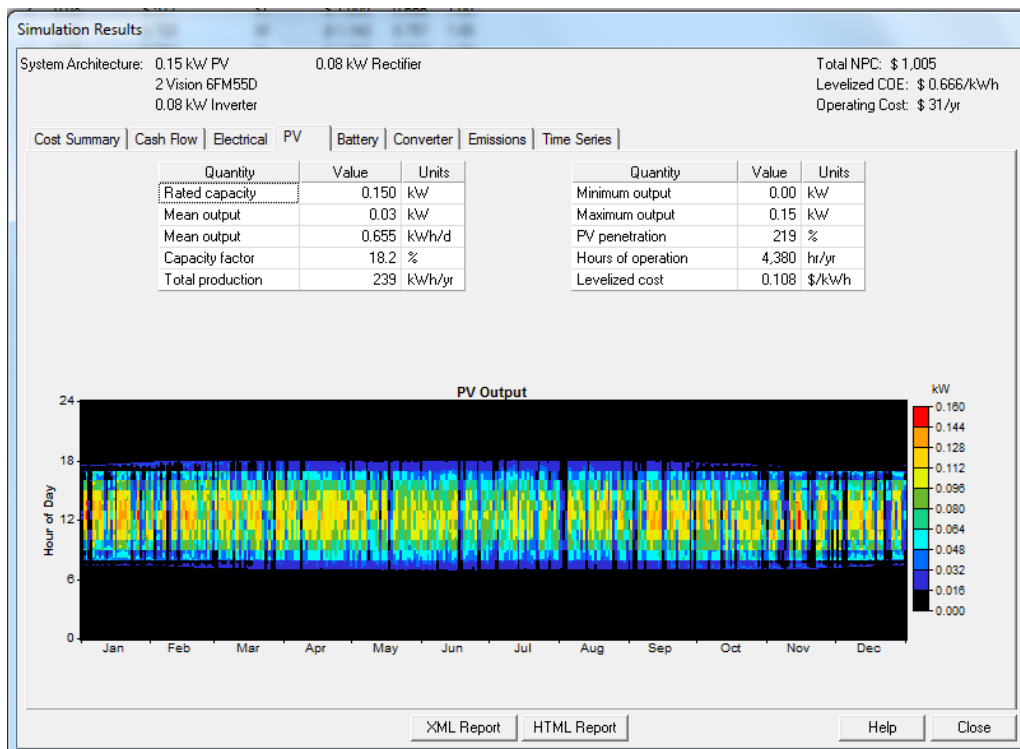 Simulation Results
System Architecture: 0.15 kW PV 0.08 kW Rectifier
2 Vision 6FM55D
0.08 kW Inverter
Total NPC: $ 1,005
Levelized COE: $ 0.666/kWh
Operating Cost: $ 31/yr
Cost Summary Cash Flow Electrical PV Battery Converter Emissions Time Series
Quantity Value Units
Rated capacity 0.150 kW
Mean output 0.03 kW
Mean output 0.655 kWh/d
Capacity factor 18.2 %
Total production 239 kWh/yr
Quantity Value Units
Minimum output 0.00 kW
Maximum output 0.15 kW
PV penetration 219 %
Hours of operation 4,380 hr/yr
Levelized cost 0.108 $/kWh
PV Output
24
18
12
6
0
Hour of Day
Jan Feb Mar Apr May Jun Jul Aug Sep Oct Nov Dec
kW
0.160
0.144
0.128
0.112
0.096
0.080
0.064
0.048
0.032
0.016
0.000
XML Report HTML Report Help Close